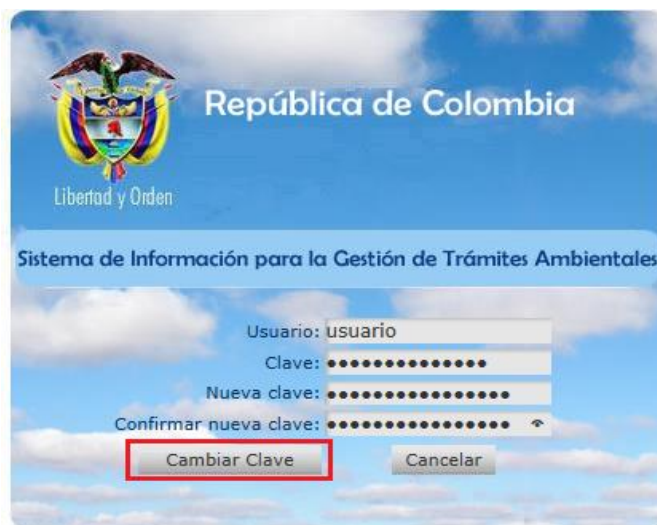 República de Colombia
Libertad y Orden
Sistema de Información para la Gestión de Trámites Ambientales
Usuario: usuario
Clave: ••••••••••••••
Nueva clave: ••••••••••••••••
Confirmar nueva clave: ••••••••••••••••
Cambiar Clave Cancelar